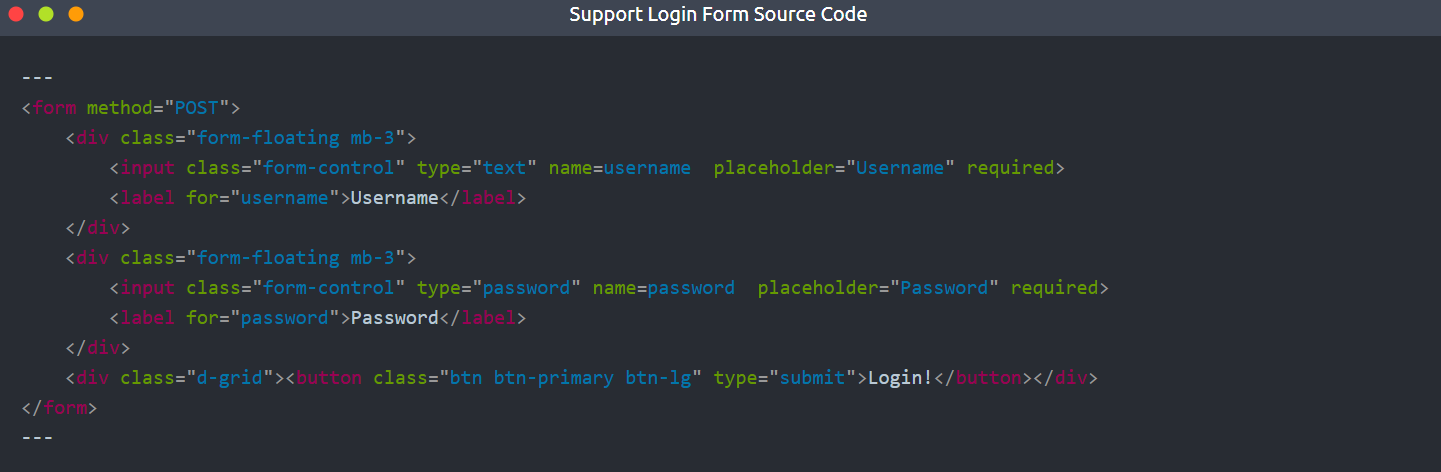 Support Login Form Source Code
---
<form method="POST">
    <div class="form-floating mb-3">
        <input class="form-control" type="text" name=username  placeholder="Username" required>
        <label for="username">Username</label>
    </div>
    <div class="form-floating mb-3">
        <input class="form-control" type="password" name=password  placeholder="Password" required>
        <label for="password">Password</label>
    </div>
    <div class="d-grid"><button class="btn btn-primary btn-lg" type="submit">Login!</button></div>
</form>
---